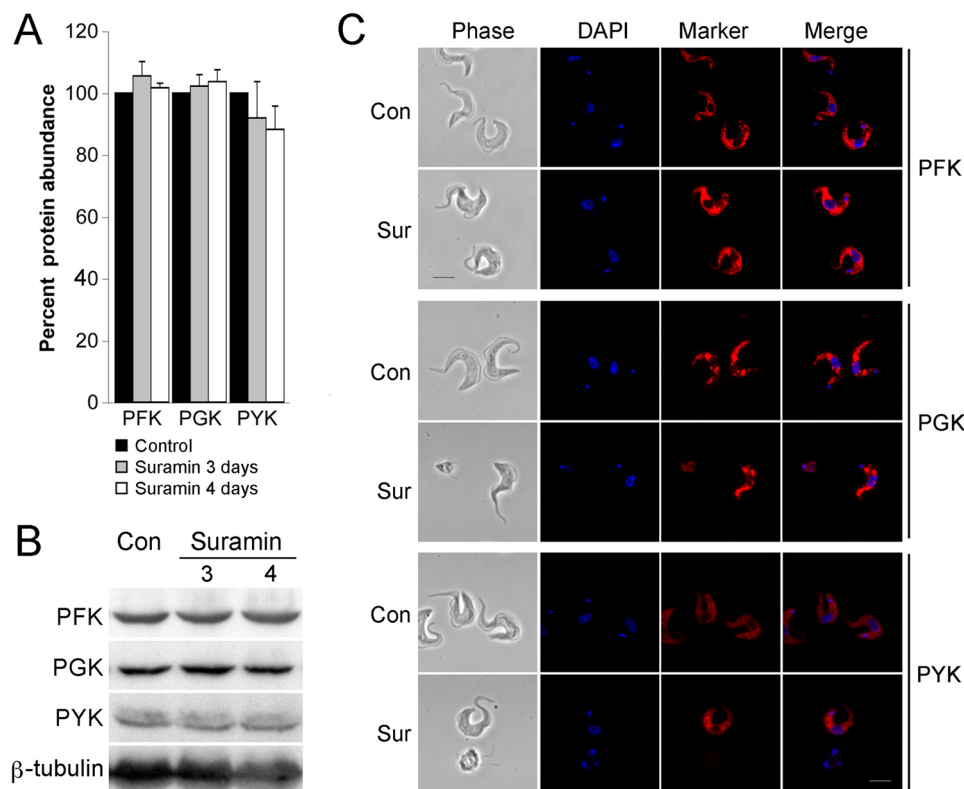 A
Percent protein abundance
120
100
80
60
40
20
0
PFK PGK PYK
Control
Suramin 3 days
Suramin 4 days
B
Con Suramin
3 4
PFK
PGK
PYK
β-tubulin
C
Phase DAPI Marker Merge
Con
Sur
PFK
Con
Sur
PGK
Con
Sur
PYK